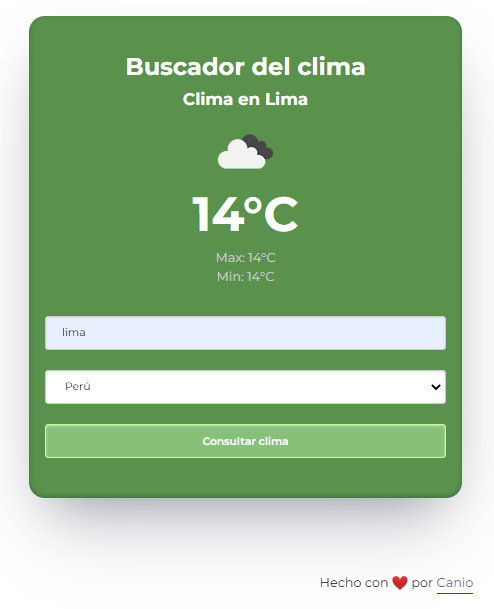 Buscador del clima
Clima en Lima
14°C
Max: 14°C
Min: 14°C
lima
Perú
Consultar clima
Hecho con ❤️ por Canio